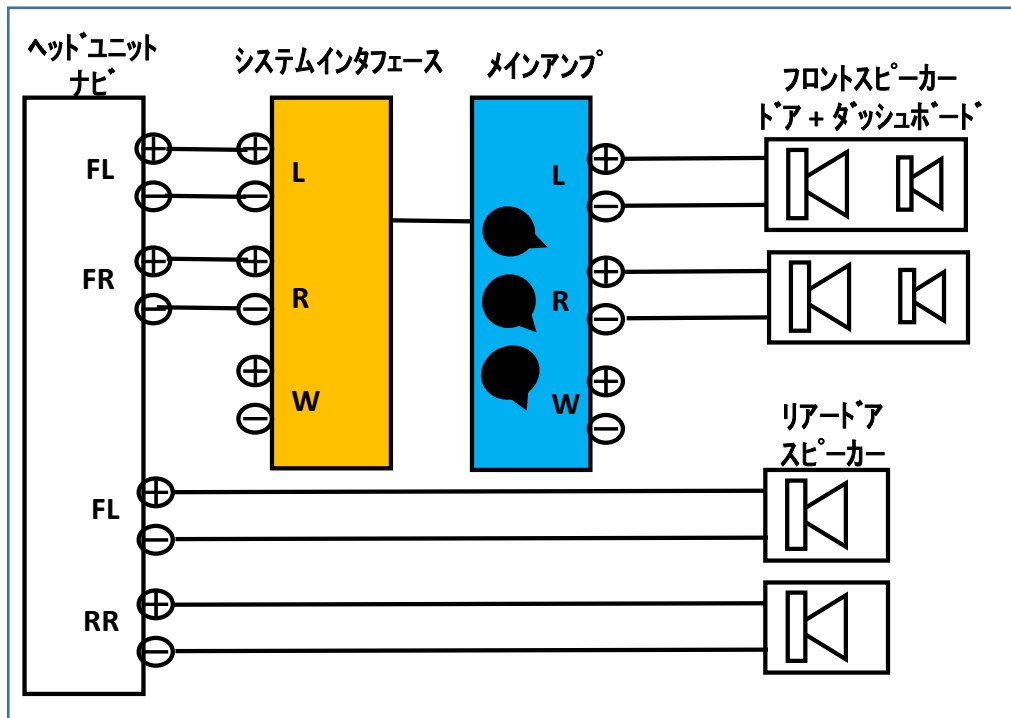 ヘッドユニット
ナビ
システムインタフェース
メインアンプ
フロントスピーカー
ドア + ダッシュボード
FL
FR
L
R
W
L
R
W
リアードア
スピーカー
FL
RR